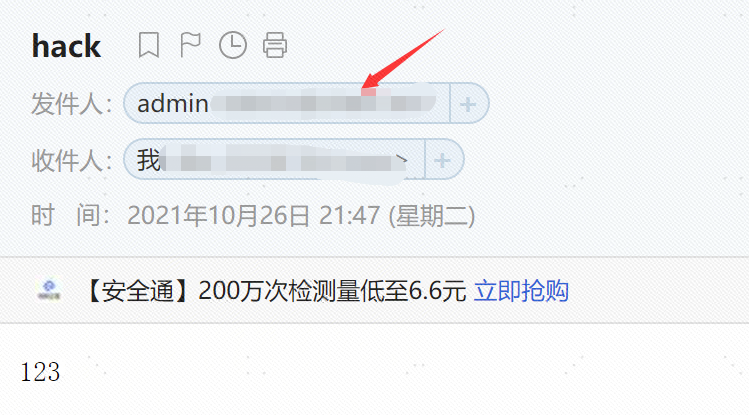 hack
发件人：admin
收件人：我 >
时 间：2021年10月26日 21:47 (星期二)
【安全通】200万次检测量低至6.6元 立即抢购
123